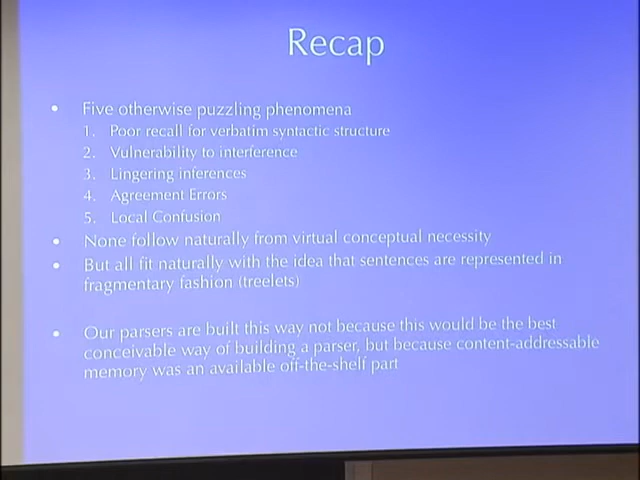 Recap
• Five otherwise puzzling phenomena
1. Poor recall for verbatim syntactic structure
2. Vulnerability to interference
3. Lingering inferences
4. Agreement Errors
5. Local Confusion
• None follow naturally from virtual conceptual necessity
• But all fit naturally with the idea that sentences are represented in
fragmentary fashion (treelets)
• Our parsers are built this way not because this would be the best
conceivable way of building a parser, but because content-addressable
memory was an available off-the-shelf part